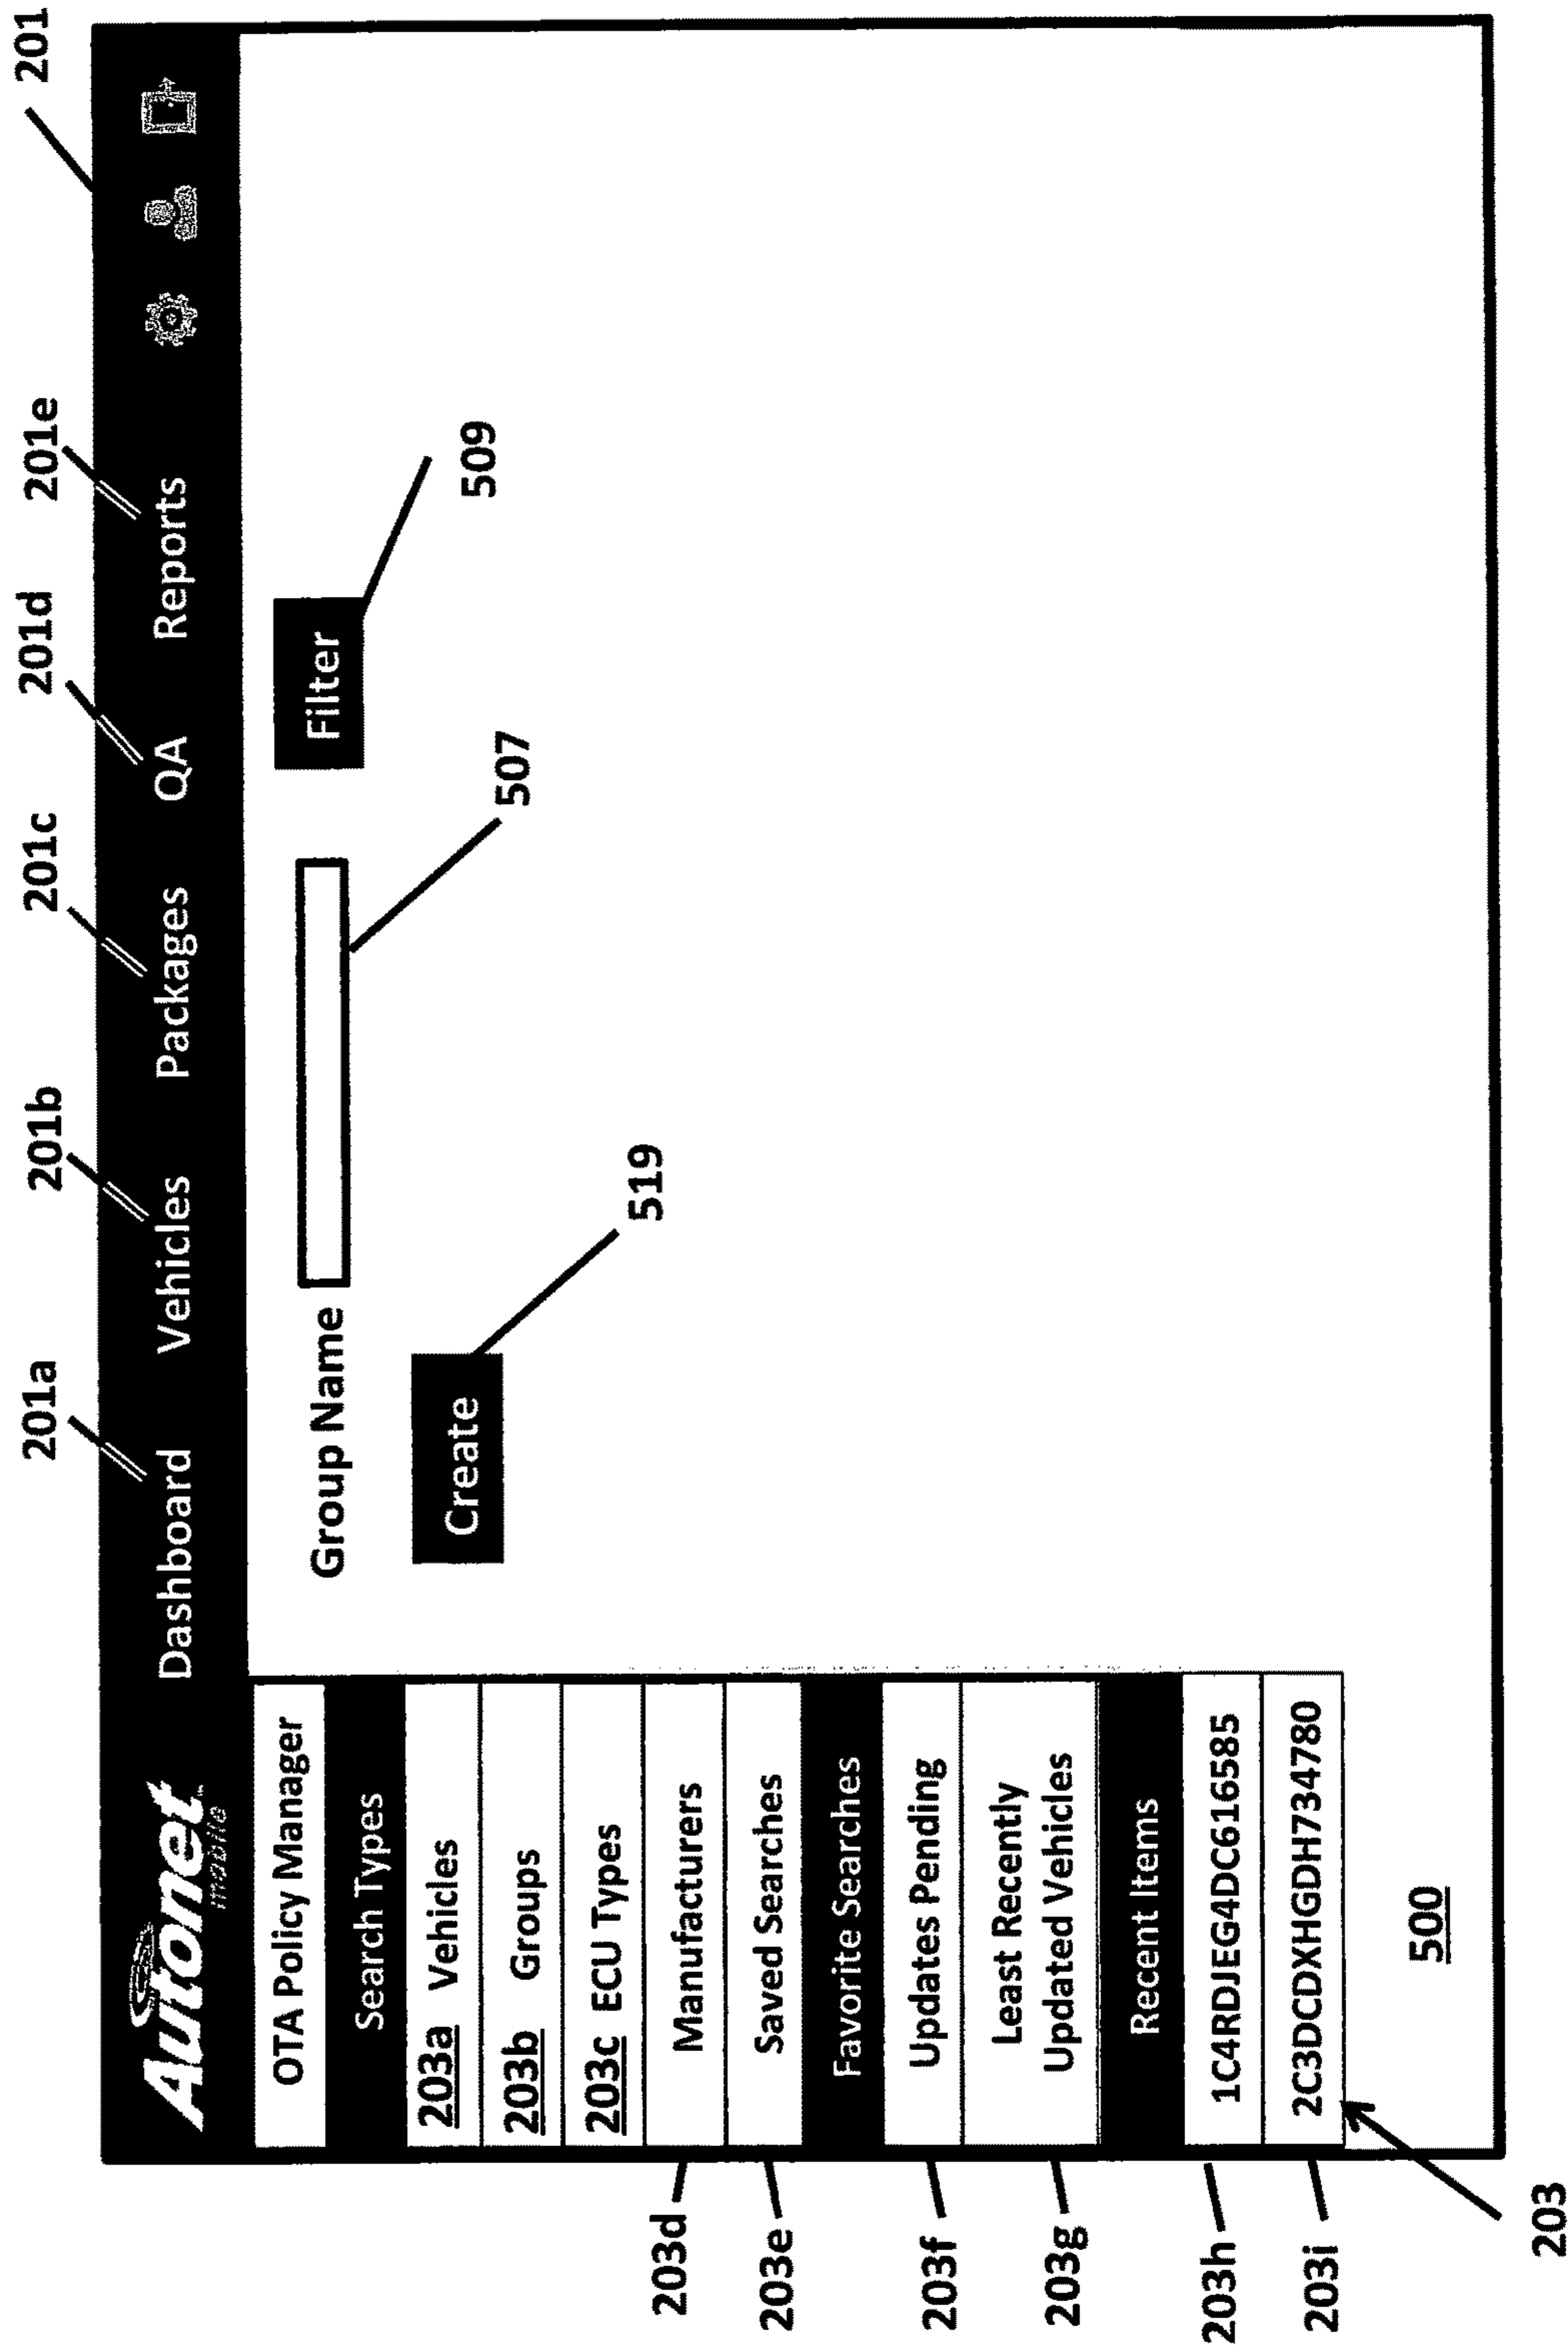 201
201a
201b
201c
201d
201e
Autonet
mobile
Dashboard
Vehicles
Packages
QA
Reports
OTA Policy Manager
Search Types
203a Vehicles
203b Groups
203c ECU Types
Manufacturers
Saved Searches
Favorite Searches
Updates Pending
Least Recently
Updated Vehicles
Recent Items
1C4RDJEG4DC616585
2C3DCDXHGDH734780
203d
203e
203f
203g
203h
203i
203
Group Name
Filter
507
509
Create
519
500